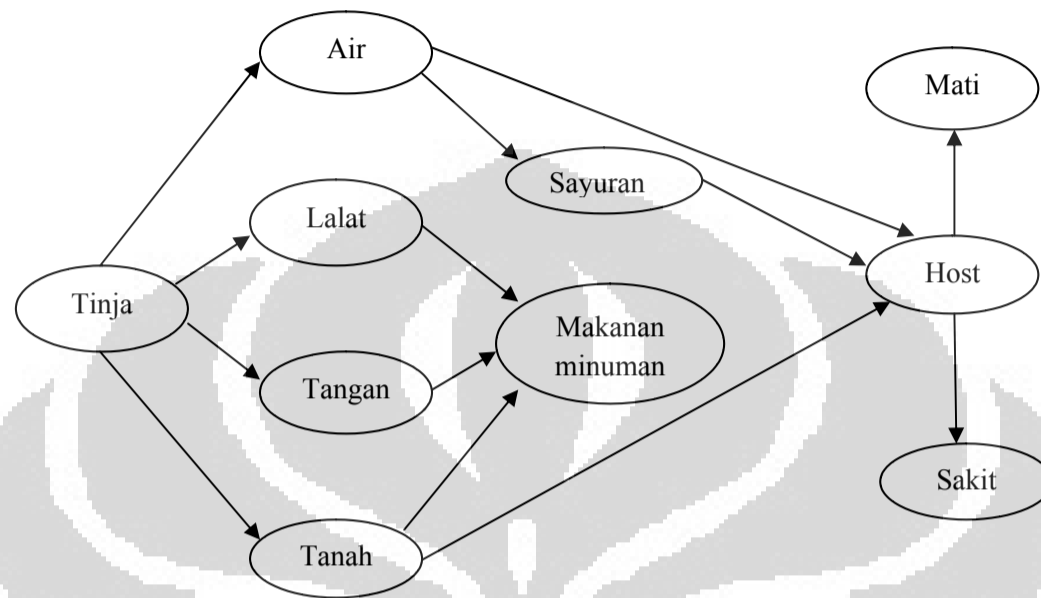 Air
Mati
Sayuran
Lalat
Host
Tinja
Makanan
minuman
Tangan
Sakit
Tanah